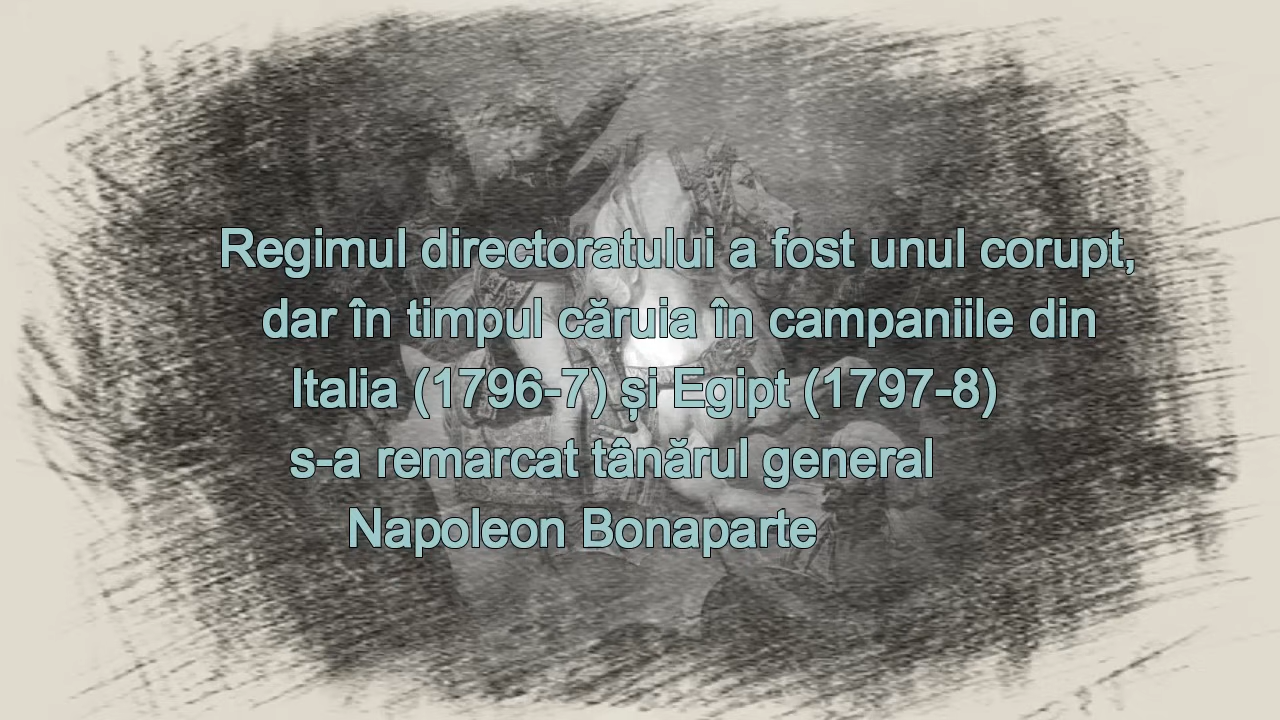 Regimul directoratului a fost unul corupt,
dar în timpul căruia în campaniile din
Italia (1796-7) și Egipt (1797-8)
s-a remarcat tânărul general
Napoleon Bonaparte